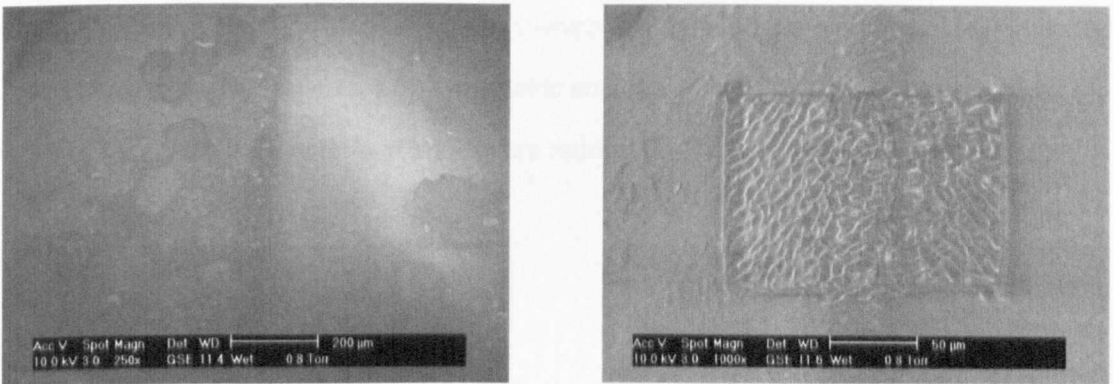 Acc V Spot Magn Det WD 200 µm
10.0 kV 3.0 250x GSE 11.4 Wet 0.8 Torr
Acc V Spot Magn Det WD 50 µm
10.0 kV 3.0 1000x GSE 11.6 Wet 0.8 Torr